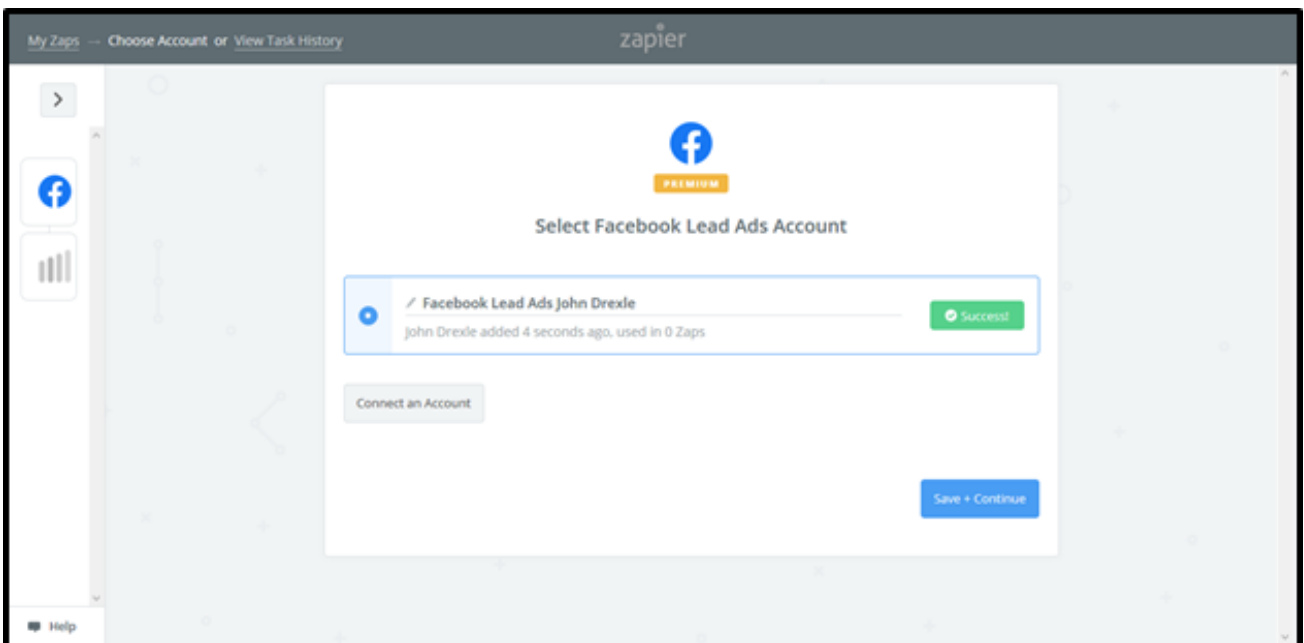 My Zaps — Choose Account or View Task History
zapier
PREMIUM
Select Facebook Lead Ads Account
Facebook Lead Ads John Drexle
John Drexle added 4 seconds ago, used in 0 Zaps
Success!
Connect an Account
Save + Continue
Help